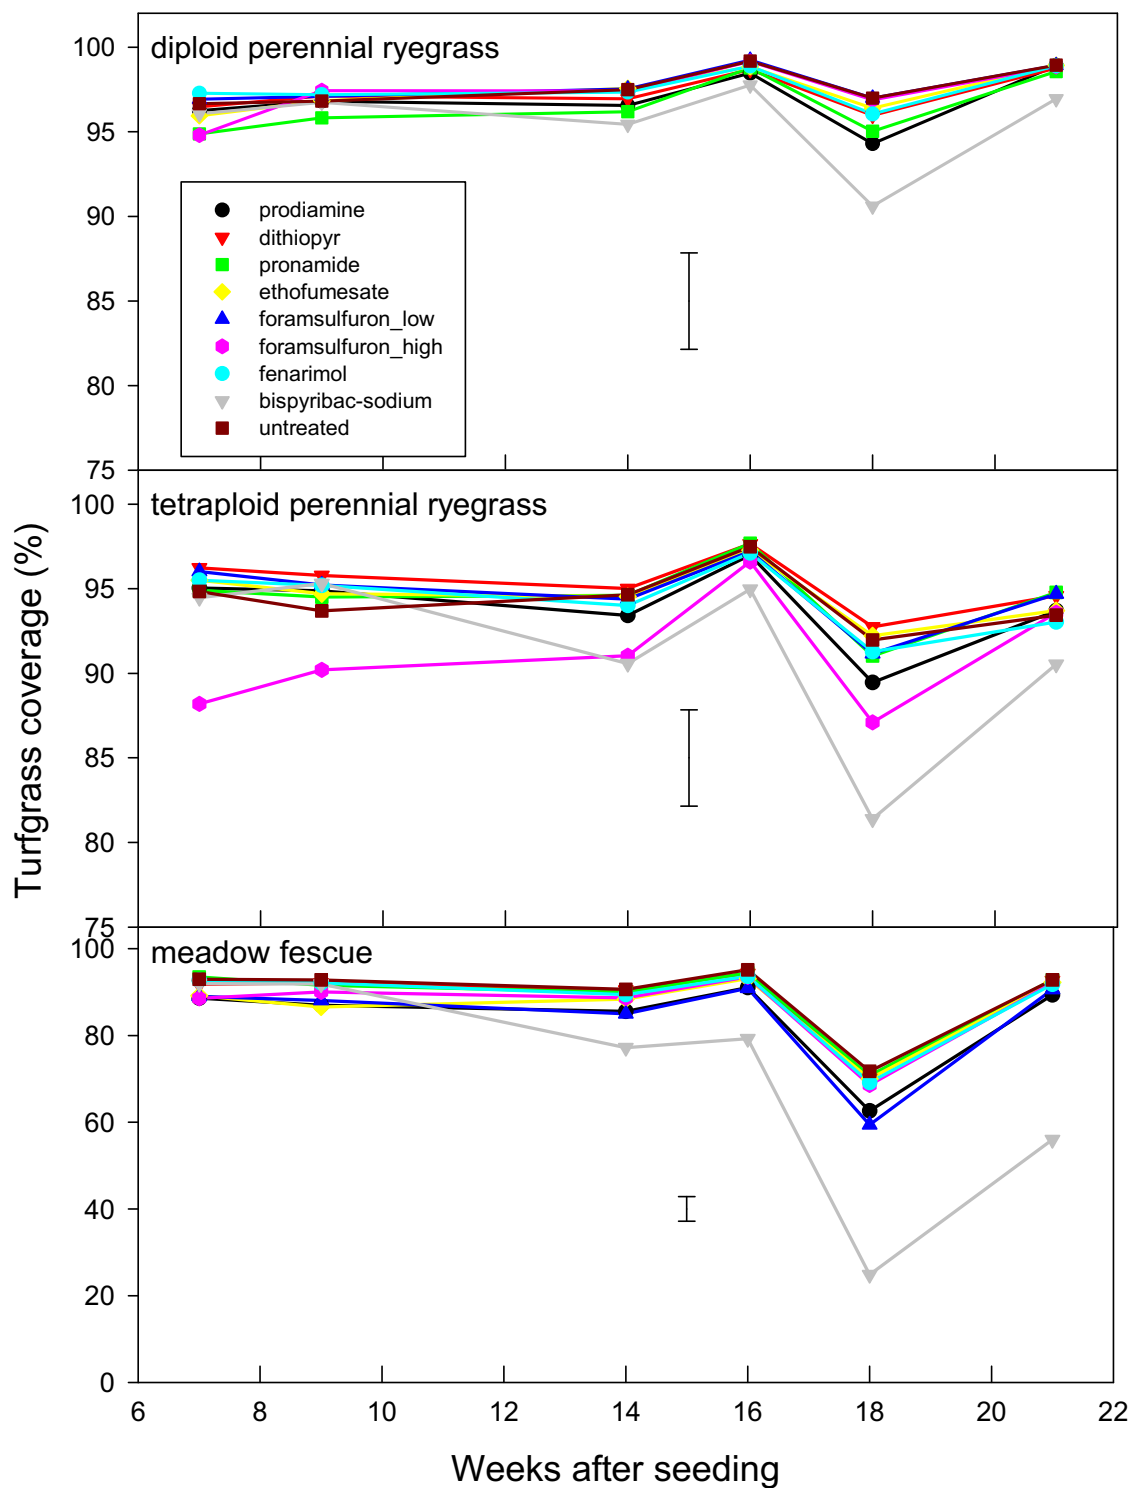 diploid perennial ryegrass
100
95
90
85
80
75
prodiamine
dithiopyr
pronamide
ethofumesate
foramsulfuron_low
foramsulfuron_high
fenarimol
bispyribac-sodium
untreated
tetraploid perennial ryegrass
100
95
90
85
80
75
Turfgrass coverage (%)
meadow fescue
100
80
60
40
20
0
6 8 10 12 14 16 18 20 22
Weeks after seeding